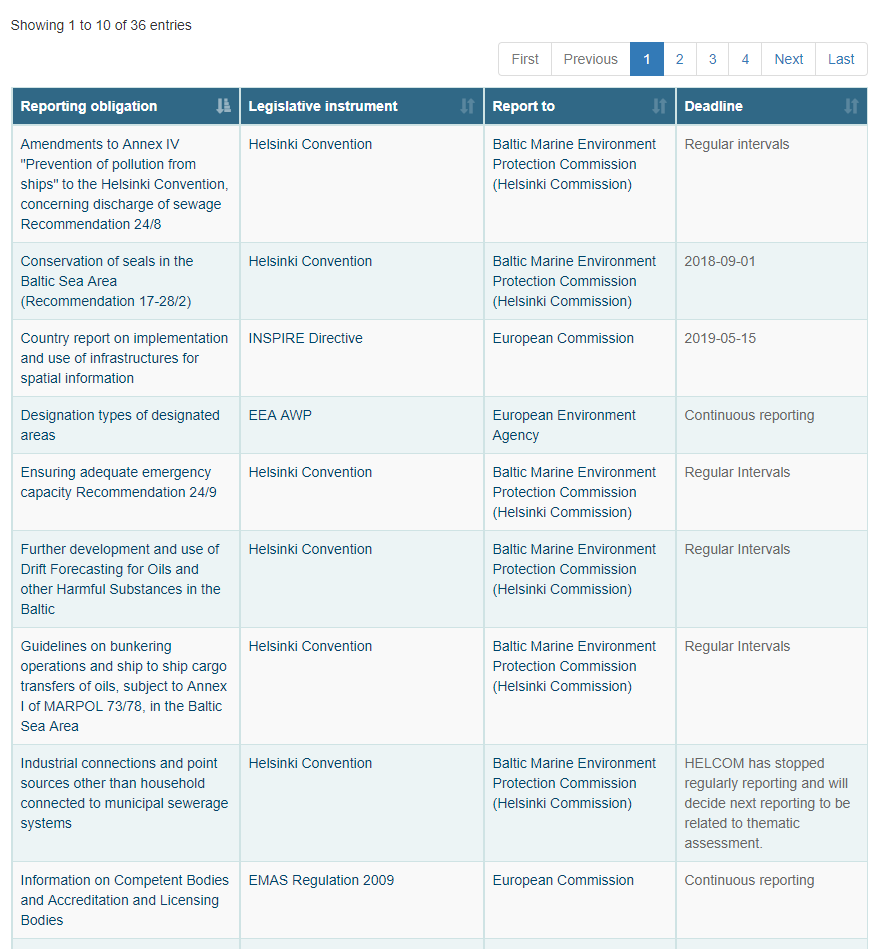 Showing 1 to 10 of 36 entries
First Previous 1 2 3 4 Next Last
Reporting obligation Legislative instrument Report to Deadline
Amendments to Annex IV
"Prevention of pollution from
ships" to the Helsinki Convention,
concerning discharge of sewage
Recommendation 24/8
Helsinki Convention
Baltic Marine Environment
Protection Commission
(Helsinki Commission)
Regular intervals
Conservation of seals in the
Baltic Sea Area
(Recommendation 17-28/2)
Helsinki Convention
Baltic Marine Environment
Protection Commission
(Helsinki Commission)
2018-09-01
Country report on implementation
and use of infrastructures for
spatial information
INSPIRE Directive
European Commission
2019-05-15
Designation types of designated
areas
EEA AWP
European Environment
Agency
Continuous reporting
Ensuring adequate emergency
capacity Recommendation 24/9
Helsinki Convention
Baltic Marine Environment
Protection Commission
(Helsinki Commission)
Regular Intervals
Further development and use of
Drift Forecasting for Oils and
other Harmful Substances in the
Baltic
Helsinki Convention
Baltic Marine Environment
Protection Commission
(Helsinki Commission)
Regular Intervals
Guidelines on bunkering
operations and ship to ship cargo
transfers of oils, subject to Annex
I of MARPOL 73/78, in the Baltic
Sea Area
Helsinki Convention
Baltic Marine Environment
Protection Commission
(Helsinki Commission)
Regular Intervals
Industrial connections and point
sources other than household
connected to municipal sewerage
systems
Helsinki Convention
Baltic Marine Environment
Protection Commission
(Helsinki Commission)
HELCOM has stopped
regularly reporting and will
decide next reporting to be
related to thematic
assessment.
Information on Competent Bodies
and Accreditation and Licensing
Bodies
EMAS Regulation 2009
European Commission
Continuous reporting